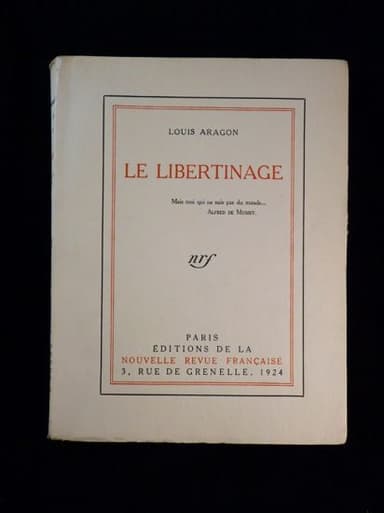 LOUIS ARAGON
LE LIBERTINAGE
Mais moi qui ne suis pas du monde...
ALFRED DE MUSSET.
nrf
PARIS
ÉDITIONS DE LA
NOUVELLE REVUE FRANÇAISE
3, RUE DE GRENELLE. 1924